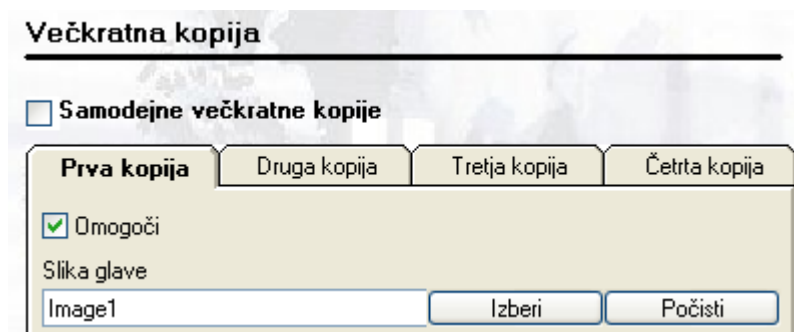 Večkratna kopija
Samodejne večkratne kopije
Prva kopija Druga kopija Tretja kopija Četrta kopija
Omogoči
Slika glave
Image1 Izberi Počisti